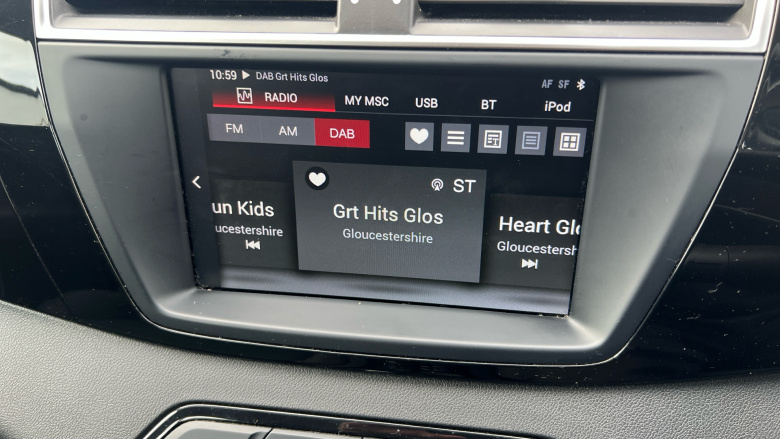 10:59 ▶ DAB Grt Hits Glos
AF SF
RADIO MY MSC USB BT iPod
FM AM DAB
ST
un Kids
ucestershire
Grt Hits Glos
Gloucestershire
Heart Glo
Gloucestersh